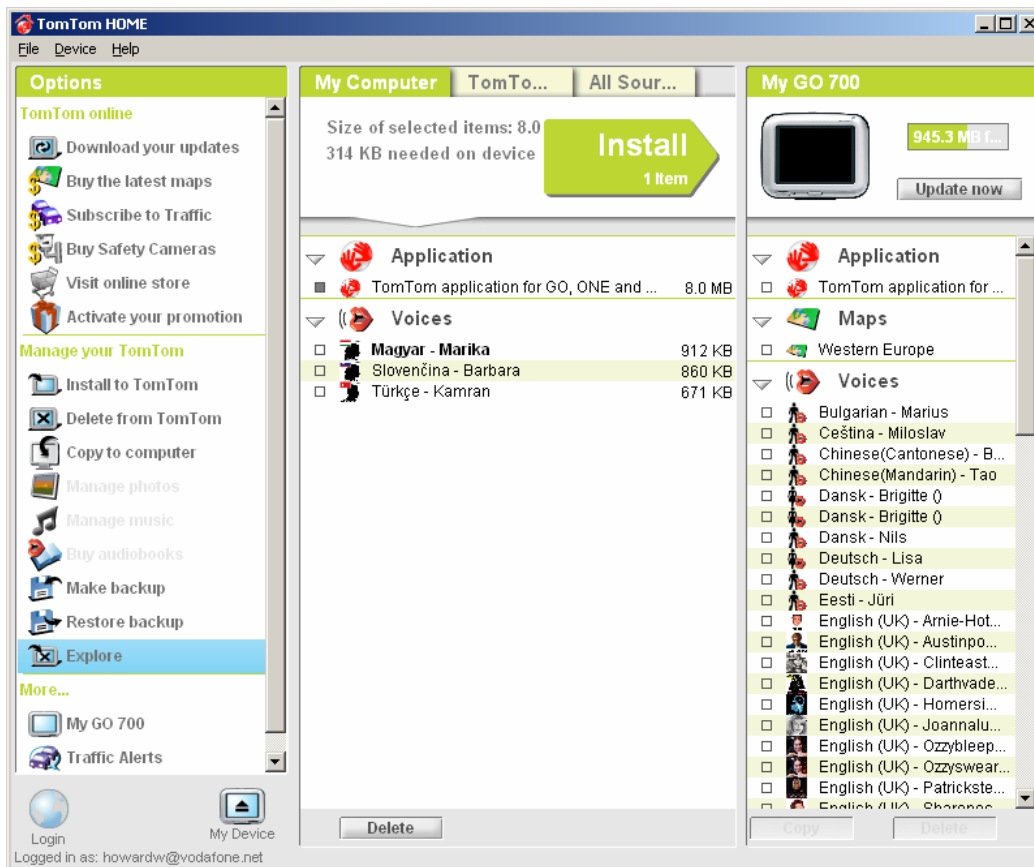 TomTom HOME
File Device Help
Options
TomTom online
Download your updates
Buy the latest maps
Subscribe to Traffic
Buy Safety Cameras
Visit online store
Activate your promotion
Manage your TomTom
Install to TomTom
Delete from TomTom
Copy to computer
Manage photos
Manage music
Buy audiobooks
Make backup
Restore backup
Explore
More...
My GO 700
Traffic Alerts
Login
My Device
Logged in as: howardw@vodafone.net
My Computer TomTo... All Sour...
Size of selected items: 8.0
314 KB needed on device
Install
1 Item
Application
TomTom application for GO, ONE and ... 8.0 MB
Voices
Magyar - Marika 912 KB
Slovenčina - Barbara 860 KB
Türkçe - Kamran 671 KB
Delete
My GO 700
945.3 MB f...
Update now
Application
TomTom application for ...
Maps
Western Europe
Voices
Bulgarian - Marius
Ceština - Miloslav
Chinese(Cantonese) - B...
Chinese(Mandarin) - Tao
Dansk - Brigitte ()
Dansk - Brigitte ()
Dansk - Nils
Deutsch - Lisa
Deutsch - Werner
Eesti - Jüri
English (UK) - Arnie-Hot...
English (UK) - Austinpo...
English (UK) - Clinteast...
English (UK) - Darthvade...
English (UK) - Homersi...
English (UK) - Joannalu...
English (UK) - Ozzybleep...
English (UK) - Ozzyswear...
English (UK) - Patrickste...
English (UK) - Sharonos...
Copy Delete